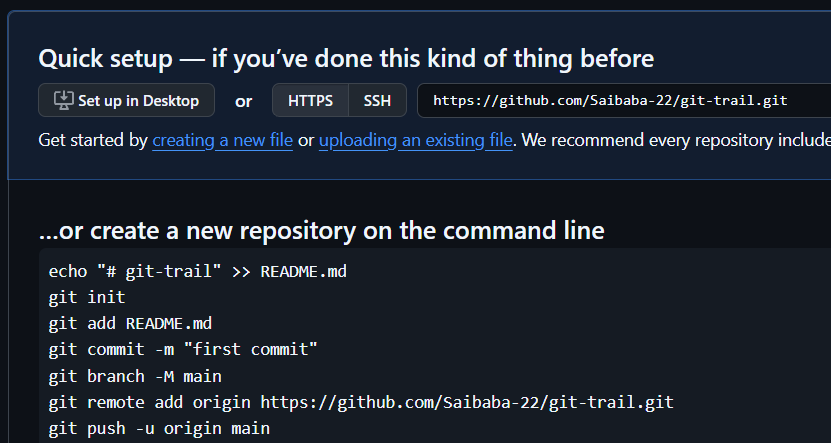 Quick setup — if you’ve done this kind of thing before
Set up in Desktop or HTTPS SSH https://github.com/Saibaba-22/git-trail.git
Get started by creating a new file or uploading an existing file. We recommend every repository include
...or create a new repository on the command line
echo "# git-trail" >> README.md
git init
git add README.md
git commit -m "first commit"
git branch -M main
git remote add origin https://github.com/Saibaba-22/git-trail.git
git push -u origin main